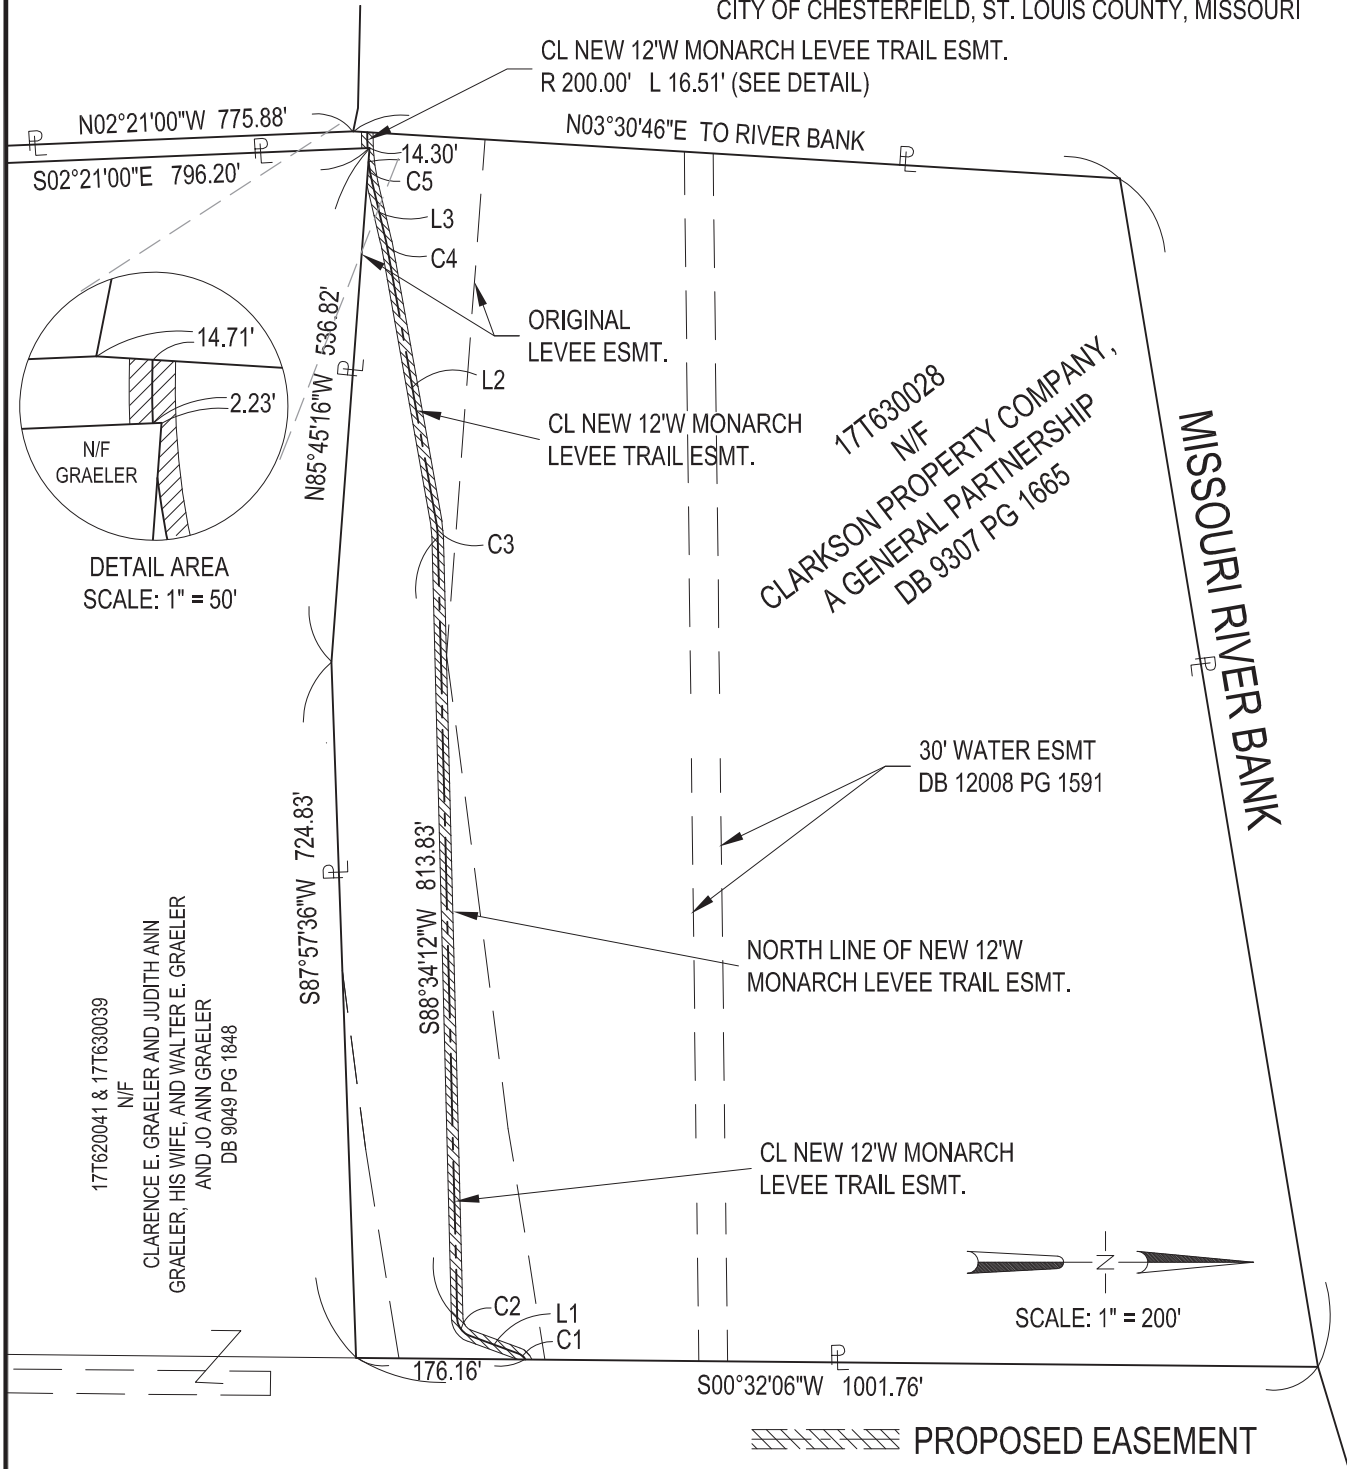 CITY OF CHESTERFIELD, ST. LOUIS COUNTY, MISSOURI
CL NEW 12'W MONARCH LEVEE TRAIL ESMT.
R 200.00' L 16.51' (SEE DETAIL)
N02°21'00"W 775.88'
N03°30'46"E TO RIVER BANK
PL
PL
PL
S02°21'00"E 796.20'
14.30'
C5
L3
C4
ORIGINAL
LEVEE ESMT.
14.71'
2.23'
N/F
GRAELER
DETAIL AREA
SCALE: 1" = 50'
N85°45'16"W 536.82'
PL
L2
CL NEW 12'W MONARCH
LEVEE TRAIL ESMT.
C3
17T630028
N/F
CLARKSON PROPERTY COMPANY,
A GENERAL PARTNERSHIP
DB 9307 PG 1665
MISSOURI RIVER BANK
PL
30' WATER ESMT
DB 12008 PG 1591
S87°57'36"W 724.83'
PL
S88°34'12"W 813.83'
NORTH LINE OF NEW 12'W
MONARCH LEVEE TRAIL ESMT.
17T620041 & 17T630039
N/F
CLARENCE E. GRAELER AND JUDITH ANN
GRAELER, HIS WIFE, AND WALTER E. GRAELER
AND JO ANN GRAELER
DB 9049 PG 1848
CL NEW 12'W MONARCH
LEVEE TRAIL ESMT.
N
SCALE: 1" = 200'
C2
L1
C1
176.16'
PL
S00°32'06"W 1001.76'
PROPOSED EASEMENT